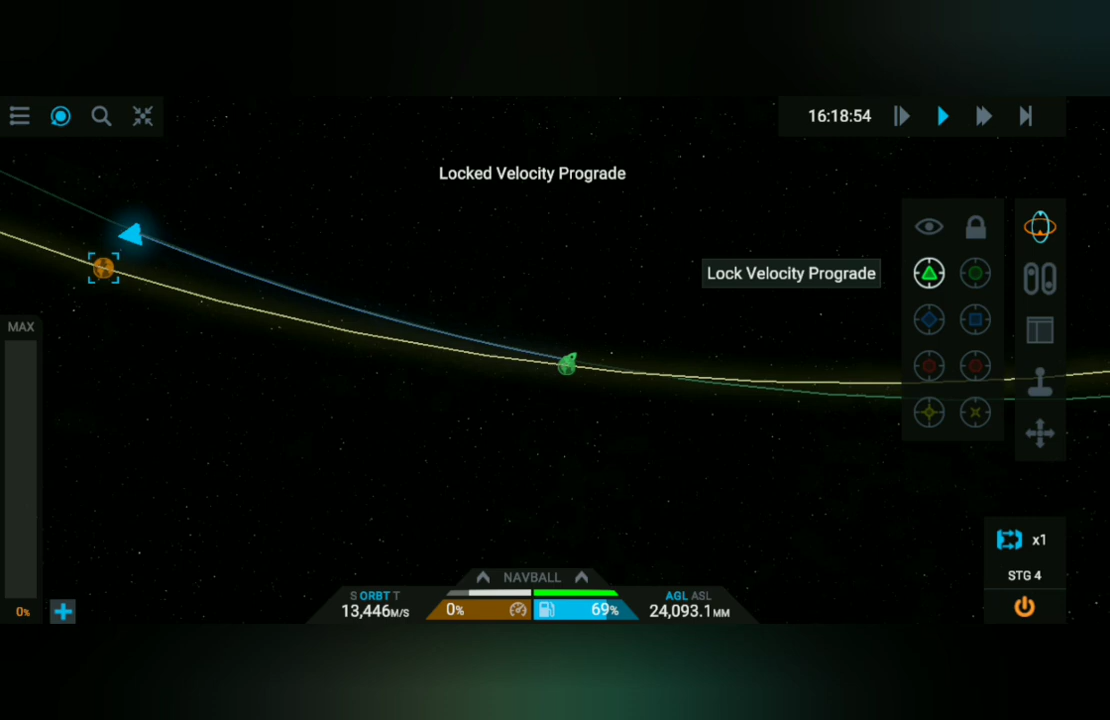 16:18:54
Locked Velocity Prograde
Lock Velocity Prograde
MAX
0%
NAVBALL
S ORBT T
13,446M/S
0%
69%
AGL ASL
24,093.1MM
x1
STG 4